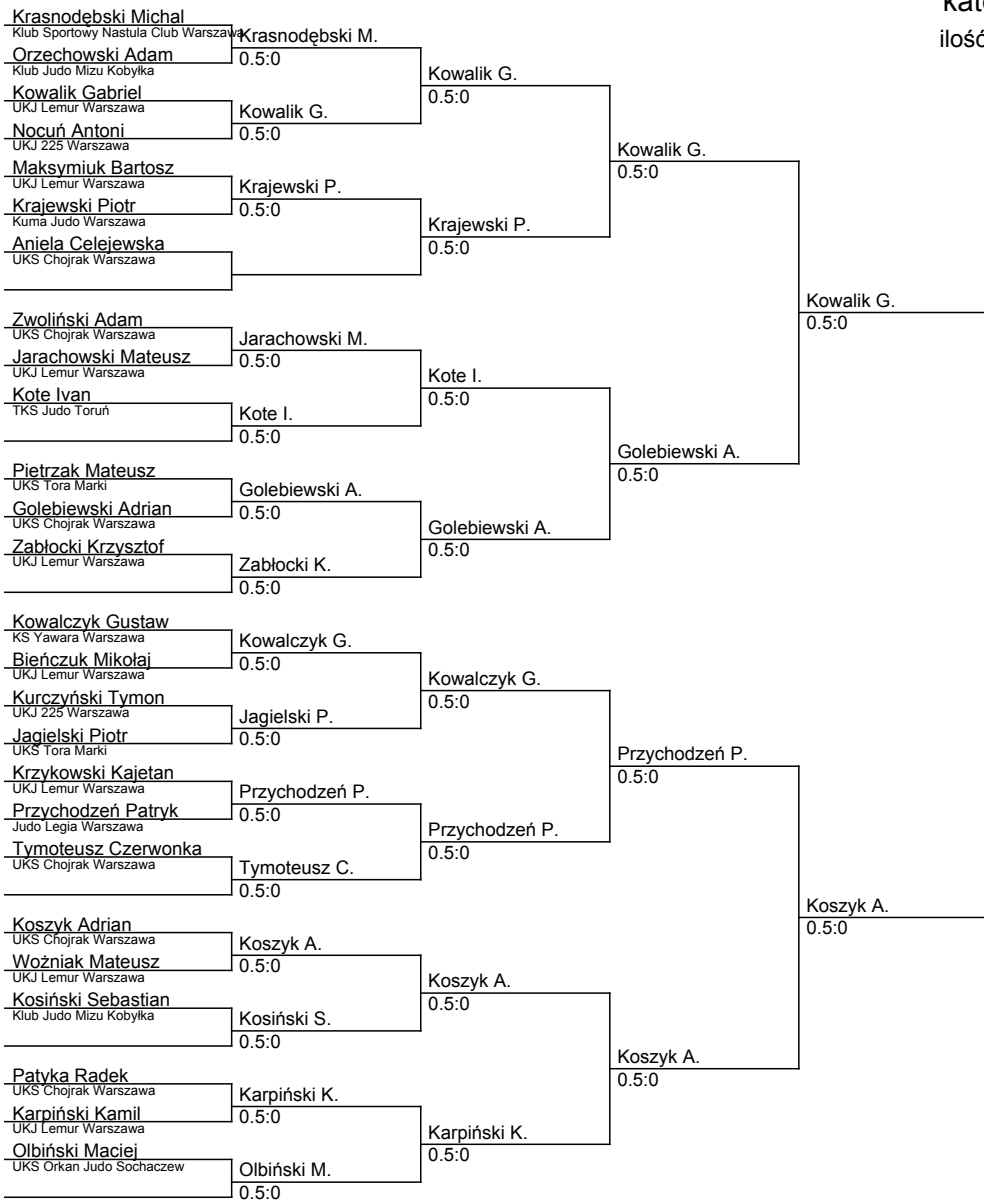 Krasnodębski Michal
Klub Sportowy Nastula Club Warszawa
Orzechowski Adam
Klub Judo Mizu Kobyłka
Kowalik Gabriel
UKJ Lemur Warszawa
Nocuń Antoni
UKJ 225 Warszawa
Maksymiuk Bartosz
UKJ Lemur Warszawa
Krajewski Piotr
Kuma Judo Warszawa
Aniela Celejewska
UKS Chojrak Warszawa
Zwoliński Adam
UKS Chojrak Warszawa
Jarachowski Mateusz
UKJ Lemur Warszawa
Kote Ivan
TKS Judo Toruń
Pietrzak Mateusz
UKS Tora Marki
Golebiewski Adrian
UKS Chojrak Warszawa
Zabłocki Krzysztof
UKJ Lemur Warszawa
Kowalczyk Gustaw
KS Yawara Warszawa
Bieńczuk Mikołaj
UKJ Lemur Warszawa
Kurczyński Tymon
UKJ 225 Warszawa
Jagielski Piotr
UKS Tora Marki
Krzykowski Kajetan
UKJ Lemur Warszawa
Przychodzeń Patryk
Judo Legia Warszawa
Tymoteusz Czerwonka
UKS Chojrak Warszawa
Koszyk Adrian
UKS Chojrak Warszawa
Woźniak Mateusz
UKJ Lemur Warszawa
Kosiński Sebastian
Klub Judo Mizu Kobyłka
Patyka Radek
UKS Chojrak Warszawa
Karpiński Kamil
UKJ Lemur Warszawa
Olbiński Maciej
UKS Orkan Judo Sochaczew
Krasnodębski M.
0.5:0
Kowalik G.
0.5:0
Krajewski P.
0.5:0
Jarachowski M.
0.5:0
Kote I.
0.5:0
Golebiewski A.
0.5:0
Zabłocki K.
0.5:0
Kowalczyk G.
0.5:0
Jagielski P.
0.5:0
Przychodzeń P.
0.5:0
Tymoteusz C.
0.5:0
Koszyk A.
0.5:0
Kosiński S.
0.5:0
Karpiński K.
0.5:0
Olbiński M.
0.5:0
Kowalik G.
0.5:0
Krajewski P.
0.5:0
Kote I.
0.5:0
Golebiewski A.
0.5:0
Kowalczyk G.
0.5:0
Przychodzeń P.
0.5:0
Koszyk A.
0.5:0
Karpiński K.
0.5:0
Kowalik G.
0.5:0
Golebiewski A.
0.5:0
Przychodzeń P.
0.5:0
Koszyk A.
0.5:0
Kowalik G.
0.5:0
Koszyk A.
0.5:0
ilość